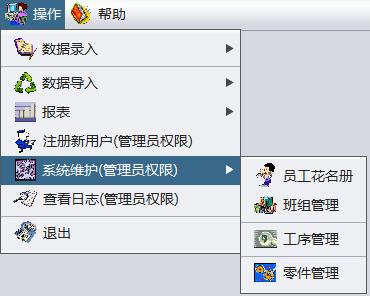 操作 帮助
数据录入
数据导入
报表
注册新用户(管理员权限)
系统维护(管理员权限)
查看日志(管理员权限)
退出
员工花名册
班组管理
工序管理
零件管理